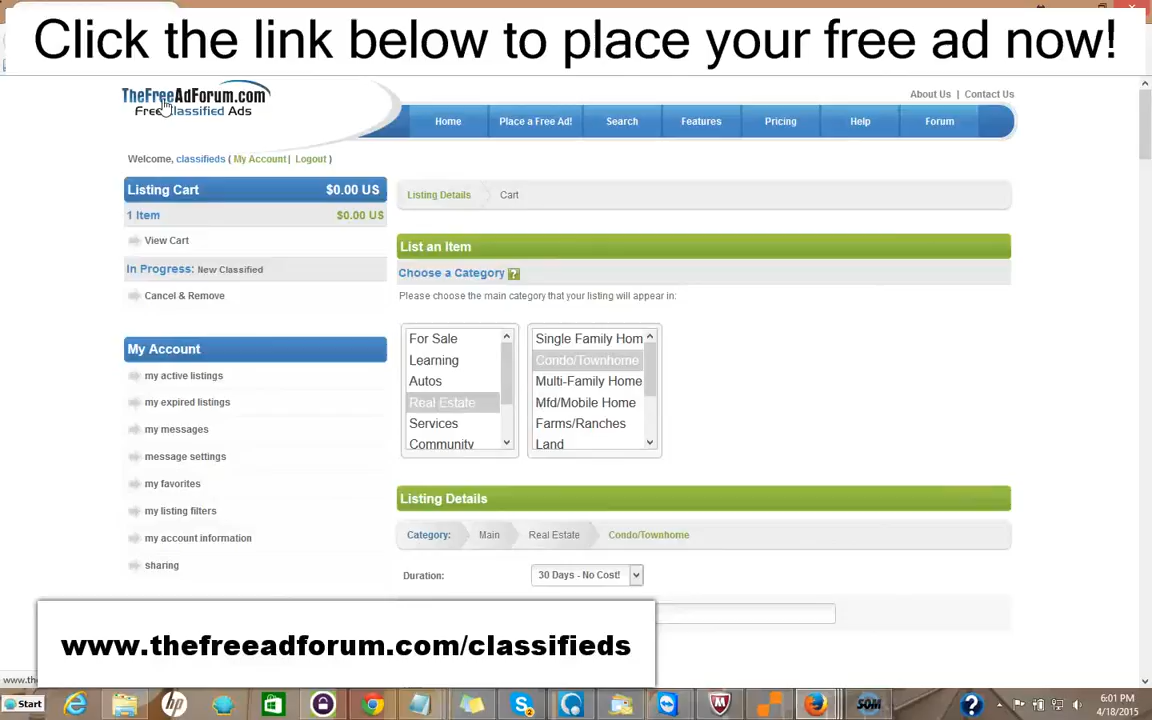 Click the link below to place your free ad now!
TheFreeAdForum.com
Free Classified Ads
About Us | Contact Us
Home Place a Free Ad! Search Features Pricing Help Forum
Welcome, classifieds ( My Account | Logout )
Listing Cart $0.00 US
1 Item $0.00 US
View Cart
In Progress: New Classified
Cancel & Remove
My Account
my active listings
my expired listings
my messages
message settings
my favorites
my listing filters
my account information
sharing
Listing Details Cart
List an Item
Choose a Category ?
Please choose the main category that your listing will appear in:
For Sale
Learning
Autos
Real Estate
Services
Community
Single Family Hom
Condo/Townhome
Multi-Family Home
Mfd/Mobile Home
Farms/Ranches
Land
Listing Details
Category: Main Real Estate Condo/Townhome
Duration: 30 Days - No Cost!
www.thefreeadforum.com/classifieds
www.the
Start
6:01 PM
4/18/2015